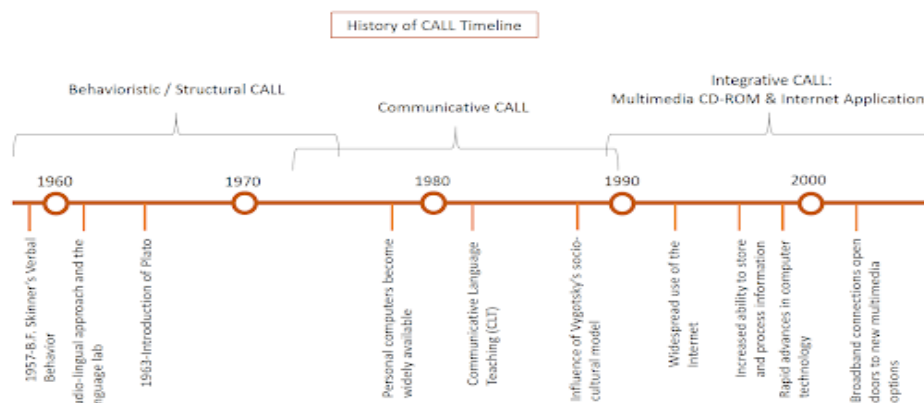 History of CALL Timeline
Behavioristic / Structural CALL
Communicative CALL
Integrative CALL:
Multimedia CD-ROM & Internet Application
1960
1970
1980
1990
2000
1957-B.F. Skinner's Verbal
Behavior
udio-lingual approach and the
nguage lab
1963-Introduction of Plato
Personal computers become
widely available
Communicative Language
Teaching (CLT)
Influence of Vygotsky's socio-
cultural model
Widespread use of the
Internet
Increased ability to store
and process information
Rapid advances in computer
technology
Broadband connections open
doors to new multimedia
options